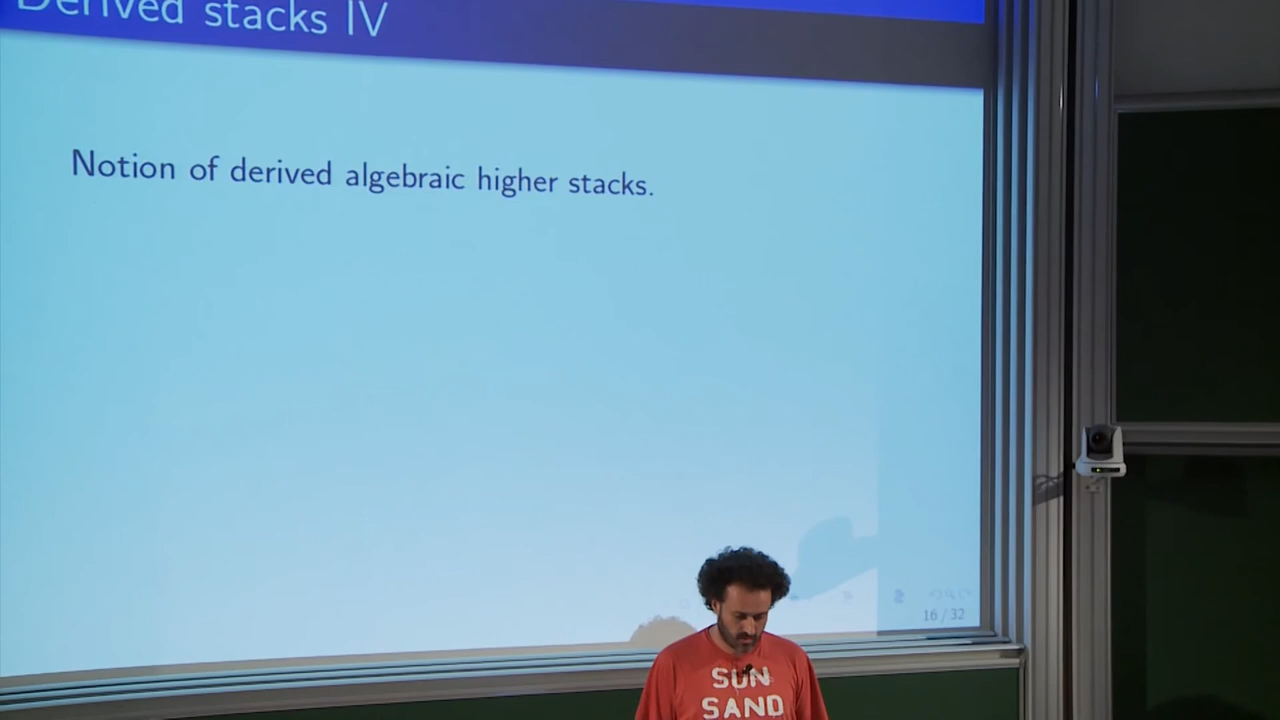 Derived stacks IV
Notion of derived algebraic higher stacks.
16 / 32
SUN
SAND